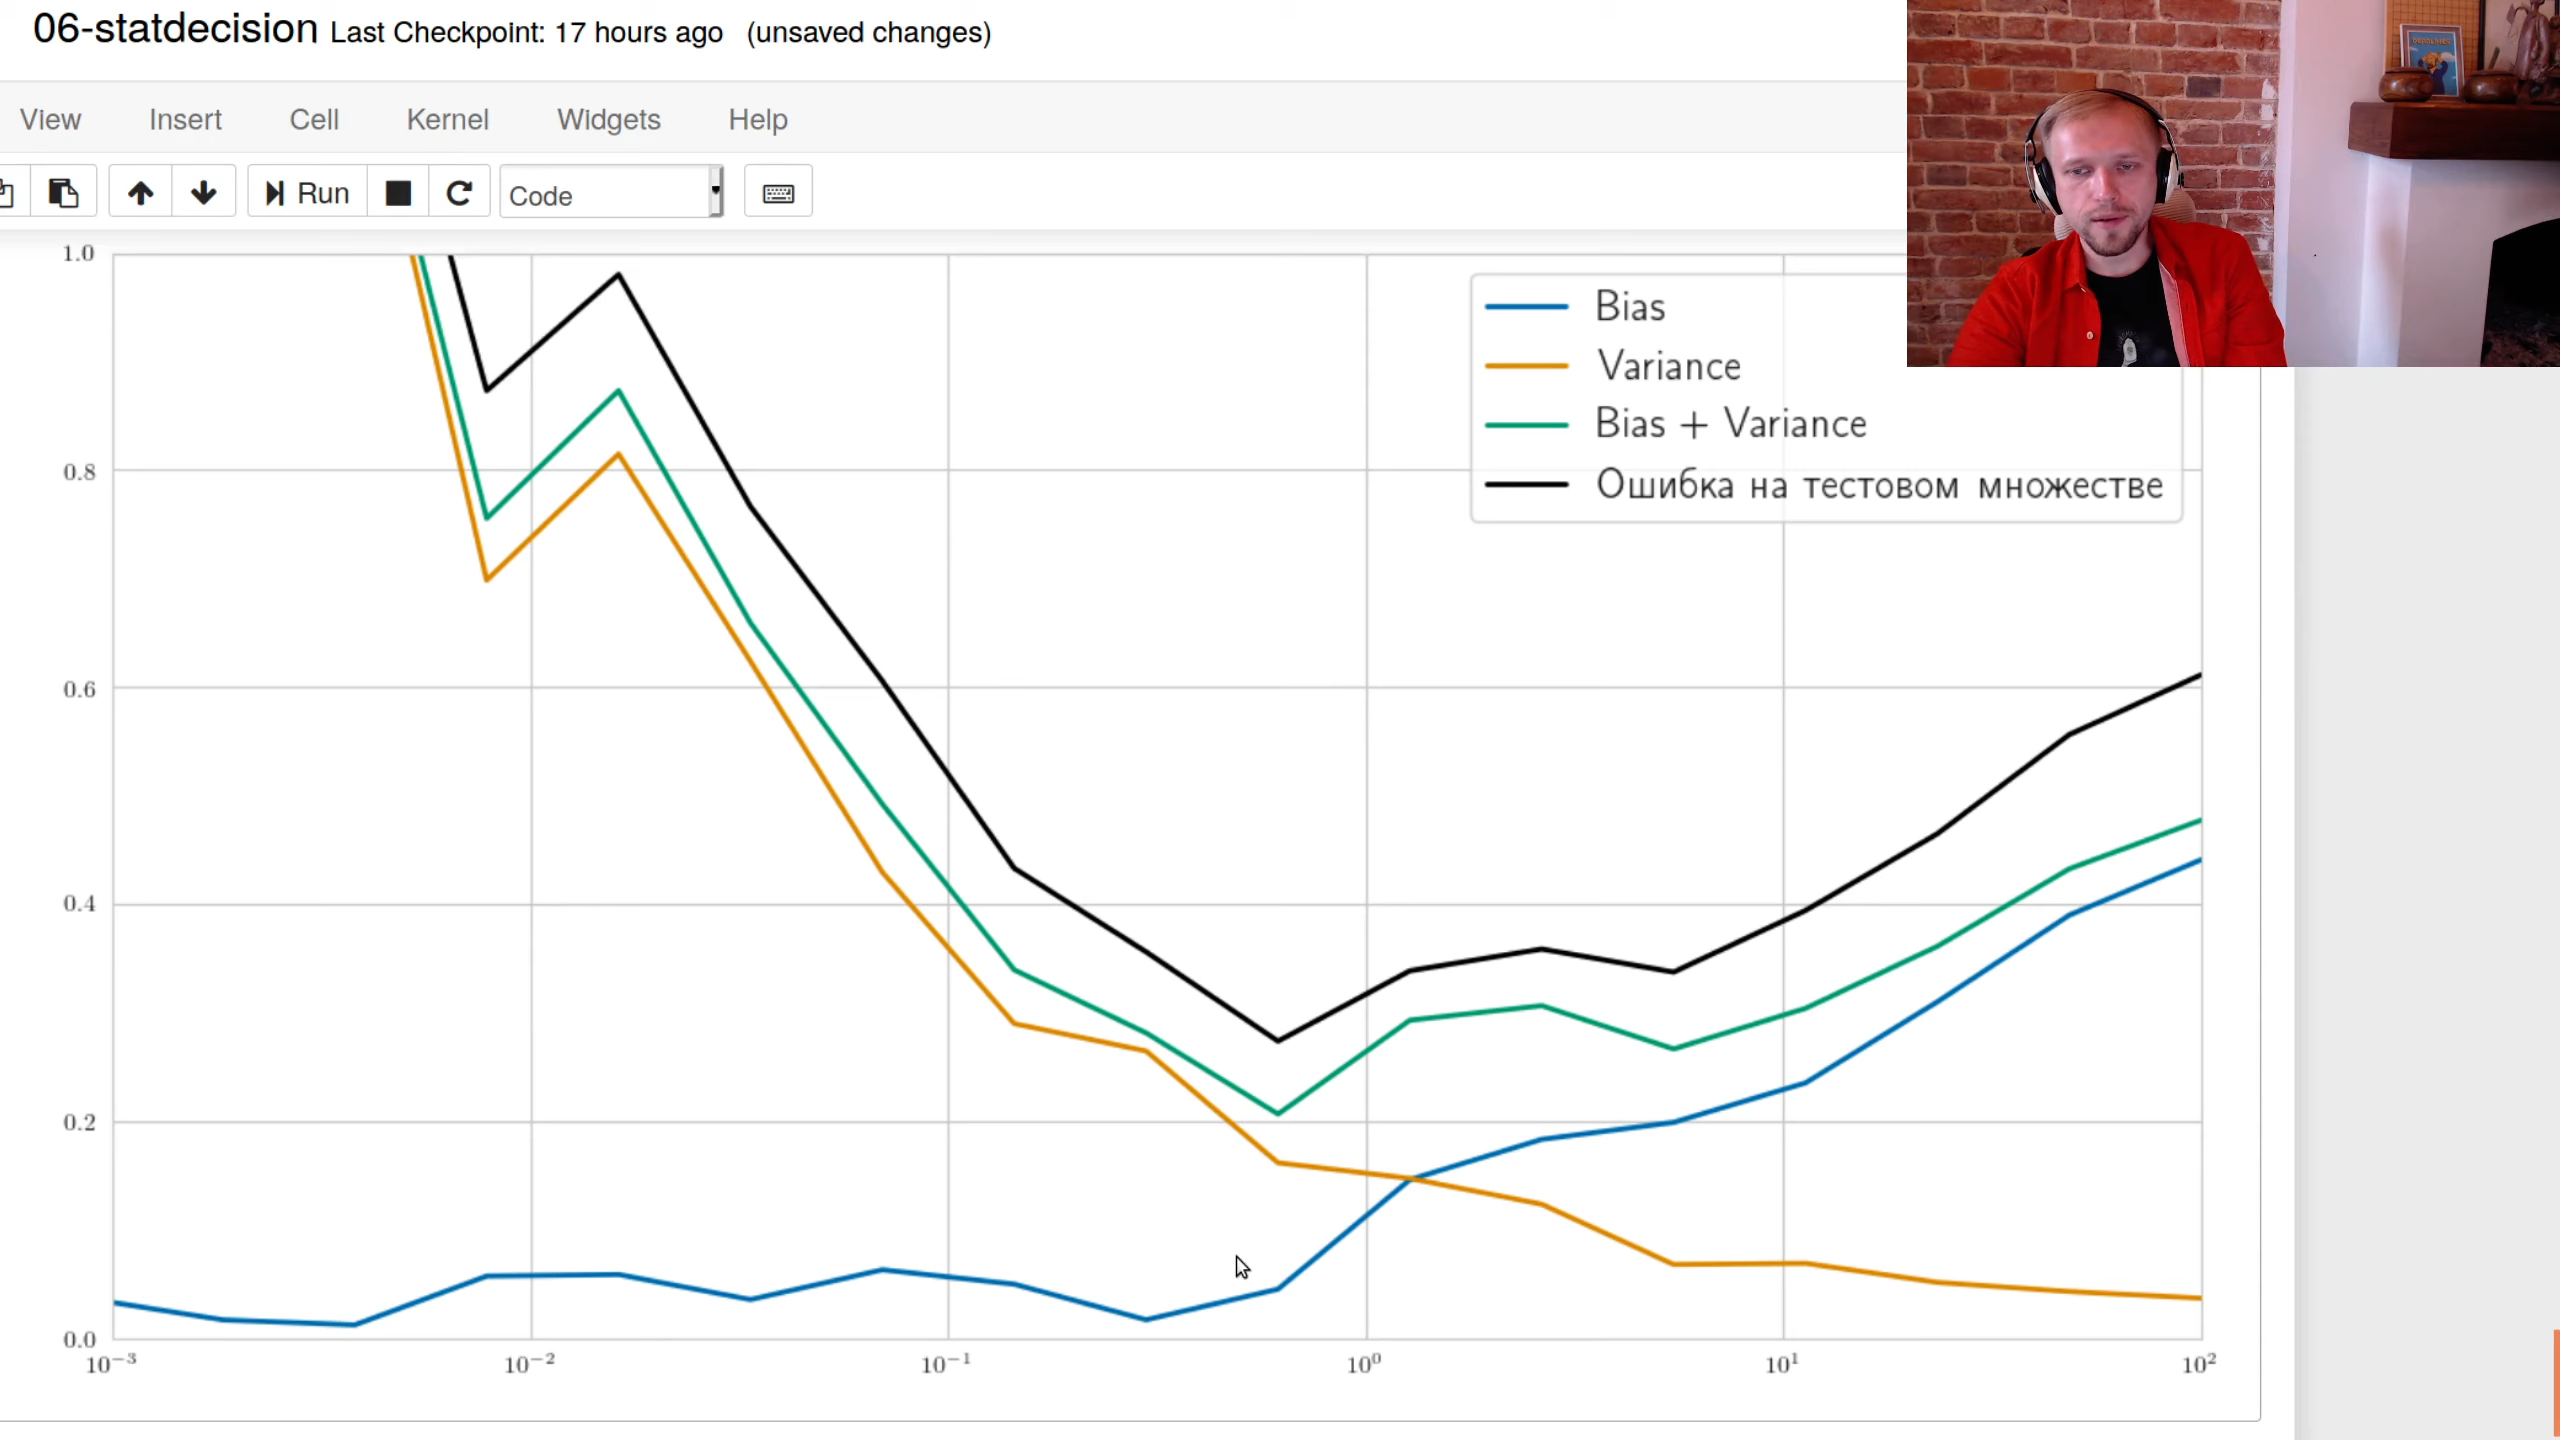 06-statdecision Last Checkpoint: 17 hours ago (unsaved changes)
View Insert Cell Kernel Widgets Help
Run Code
1.0
0.8
0.6
0.4
0.2
0.0
10⁻³ 10⁻² 10⁻¹ 10⁰ 10¹ 10²
Bias
Variance
Bias + Variance
Ошибка на тестовом множестве